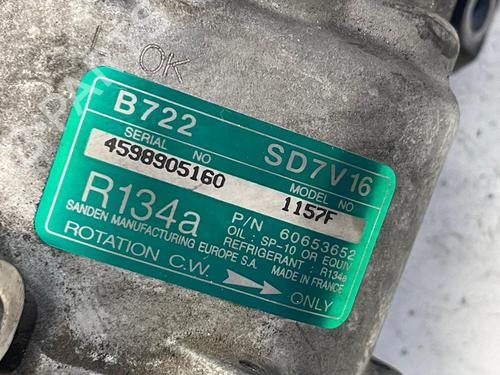 OK
B722
SD7V16
SERIAL NO
4598905160
MODEL NO
1157F
R134a
P/N 60653652
OIL : SP-10 OR EQUIV
REFRIGERANT : R134a
SANDEN MANUFACTURING EUROPE S.A. MADE IN FRANCE
ROTATION C.W. ONLY